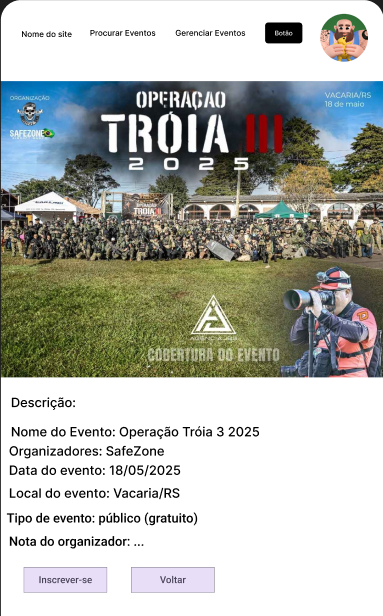 Nome do site
Procurar Eventos
Gerenciar Eventos
Botão
ORGANIZAÇÃO
SAFEZONE
OPERAÇÃO
TRÓIA III
2025
VACARIA/RS
18 de maio
COBERTURA DO EVENTO
Descrição:
Nome do Evento: Operação Tróia 3 2025
Organizadores: SafeZone
Data do evento: 18/05/2025
Local do evento: Vacaria/RS
Tipo de evento: público (gratuito)
Nota do organizador: ...
Inscrever-se
Voltar